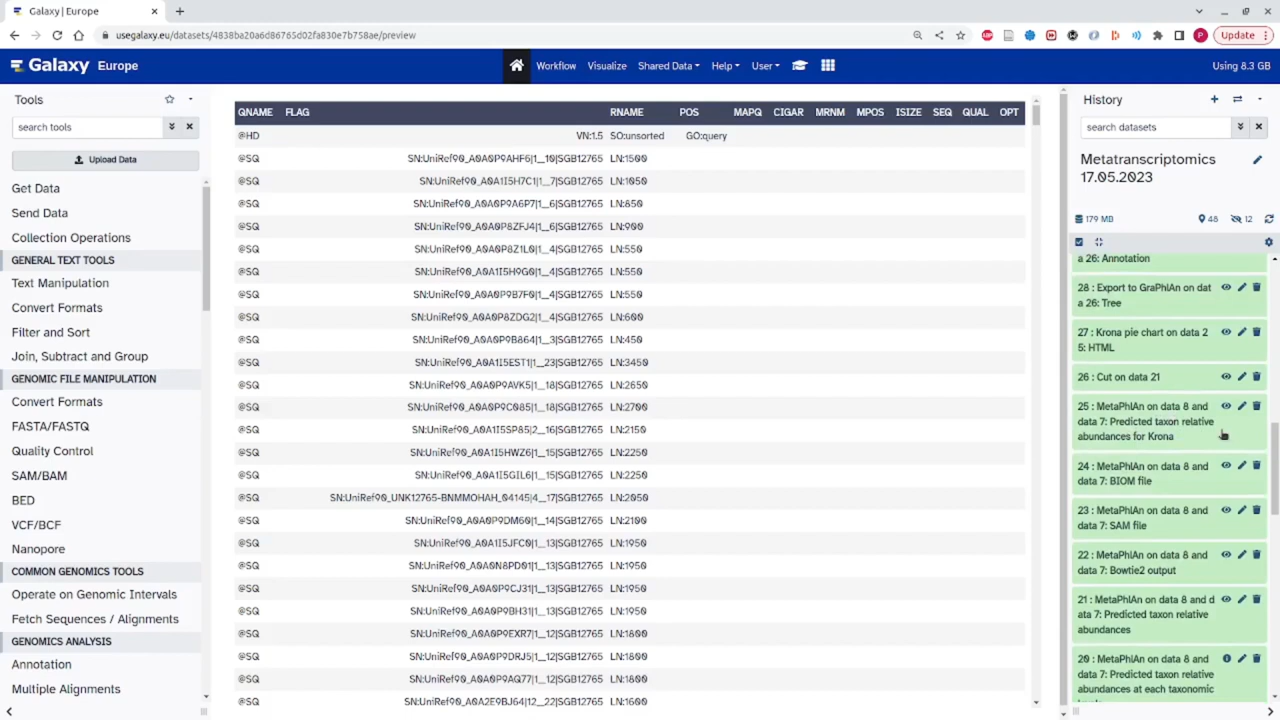 Galaxy | Europe
usegalaxy.eu/datasets/4838ba20a6d86765d02fa830e7b758ae/preview
Update
Galaxy Europe
Workflow Visualize Shared Data Help User
Using 8.3 GB
Tools
search tools
Upload Data
Get Data
Send Data
Collection Operations
GENERAL TEXT TOOLS
Text Manipulation
Convert Formats
Filter and Sort
Join, Subtract and Group
GENOMIC FILE MANIPULATION
Convert Formats
FASTA/FASTQ
Quality Control
SAM/BAM
BED
VCF/BCF
Nanopore
COMMON GENOMICS TOOLS
Operate on Genomic Intervals
Fetch Sequences / Alignments
GENOMICS ANALYSIS
Annotation
Multiple Alignments
QNAME FLAG RNAME POS MAPQ CIGAR MRNM MPOS ISIZE SEQ QUAL OPT
@HD VN:1.5 SO:unsorted GO:query
@SQ SN:UniRef90_A0A0P9AHF6|1__10|SGB12765 LN:1500
@SQ SN:UniRef90_A0A1I5H7C1|1__7|SGB12765 LN:1050
@SQ SN:UniRef90_A0A0P9A6P7|1__6|SGB12765 LN:850
@SQ SN:UniRef90_A0A0P8ZFJ4|1__6|SGB12765 LN:900
@SQ SN:UniRef90_A0A0P8Z1L0|1__4|SGB12765 LN:550
@SQ SN:UniRef90_A0A1I5H9G0|1__4|SGB12765 LN:550
@SQ SN:UniRef90_A0A0P9B7F0|1__4|SGB12765 LN:550
@SQ SN:UniRef90_A0A0P8ZDG2|1__4|SGB12765 LN:600
@SQ SN:UniRef90_A0A0P9B864|1__3|SGB12765 LN:450
@SQ SN:UniRef90_A0A1I5EST1|1__23|SGB12765 LN:3450
@SQ SN:UniRef90_A0A0P9AVK5|1__18|SGB12765 LN:2650
@SQ SN:UniRef90_A0A0P9C085|1__18|SGB12765 LN:2700
@SQ SN:UniRef90_A0A1I5SP85|2__16|SGB12765 LN:2150
@SQ SN:UniRef90_A0A1I5HWZ6|1__15|SGB12765 LN:2250
@SQ SN:UniRef90_A0A1I5GIL6|1__15|SGB12765 LN:2250
@SQ SN:UniRef90_UNK12765-BNMMOHAH_04145|4__17|SGB12765 LN:2050
@SQ SN:UniRef90_A0A0P9DM60|1__14|SGB12765 LN:2100
@SQ SN:UniRef90_A0A1I5JFC0|1__13|SGB12765 LN:1950
@SQ SN:UniRef90_A0A0N8PD01|1__13|SGB12765 LN:1950
@SQ SN:UniRef90_A0A0P9CJ31|1__13|SGB12765 LN:1950
@SQ SN:UniRef90_A0A0P9BH31|1__13|SGB12765 LN:1950
@SQ SN:UniRef90_A0A0P9EXR7|1__12|SGB12765 LN:1800
@SQ SN:UniRef90_A0A0P9DRJ5|1__12|SGB12765 LN:1800
@SQ SN:UniRef90_A0A0P9AQ77|1__12|SGB12765 LN:1800
@SQ SN:UniRef90_A0A2E9BJ64|12__22|SGB12765 LN:1600
History
search datasets
Metatranscriptomics
17.05.2023
179 MB 48 12
a 26: Annotation
28 : Export to GraPhlAn on dat
a 26: Tree
27 : Krona pie chart on data 2
5: HTML
26 : Cut on data 21
25 : MetaPhlAn on data 8 and
data 7: Predicted taxon relative
abundances for Krona
24 : MetaPhlAn on data 8 and
data 7: BIOM file
23 : MetaPhlAn on data 8 and
data 7: SAM file
22 : MetaPhlAn on data 8 and
data 7: Bowtie2 output
21 : MetaPhlAn on data 8 and d
ata 7: Predicted taxon relative
abundances
20 : MetaPhlAn on data 8 and
data 7: Predicted taxon relative
abundances at each taxonomic